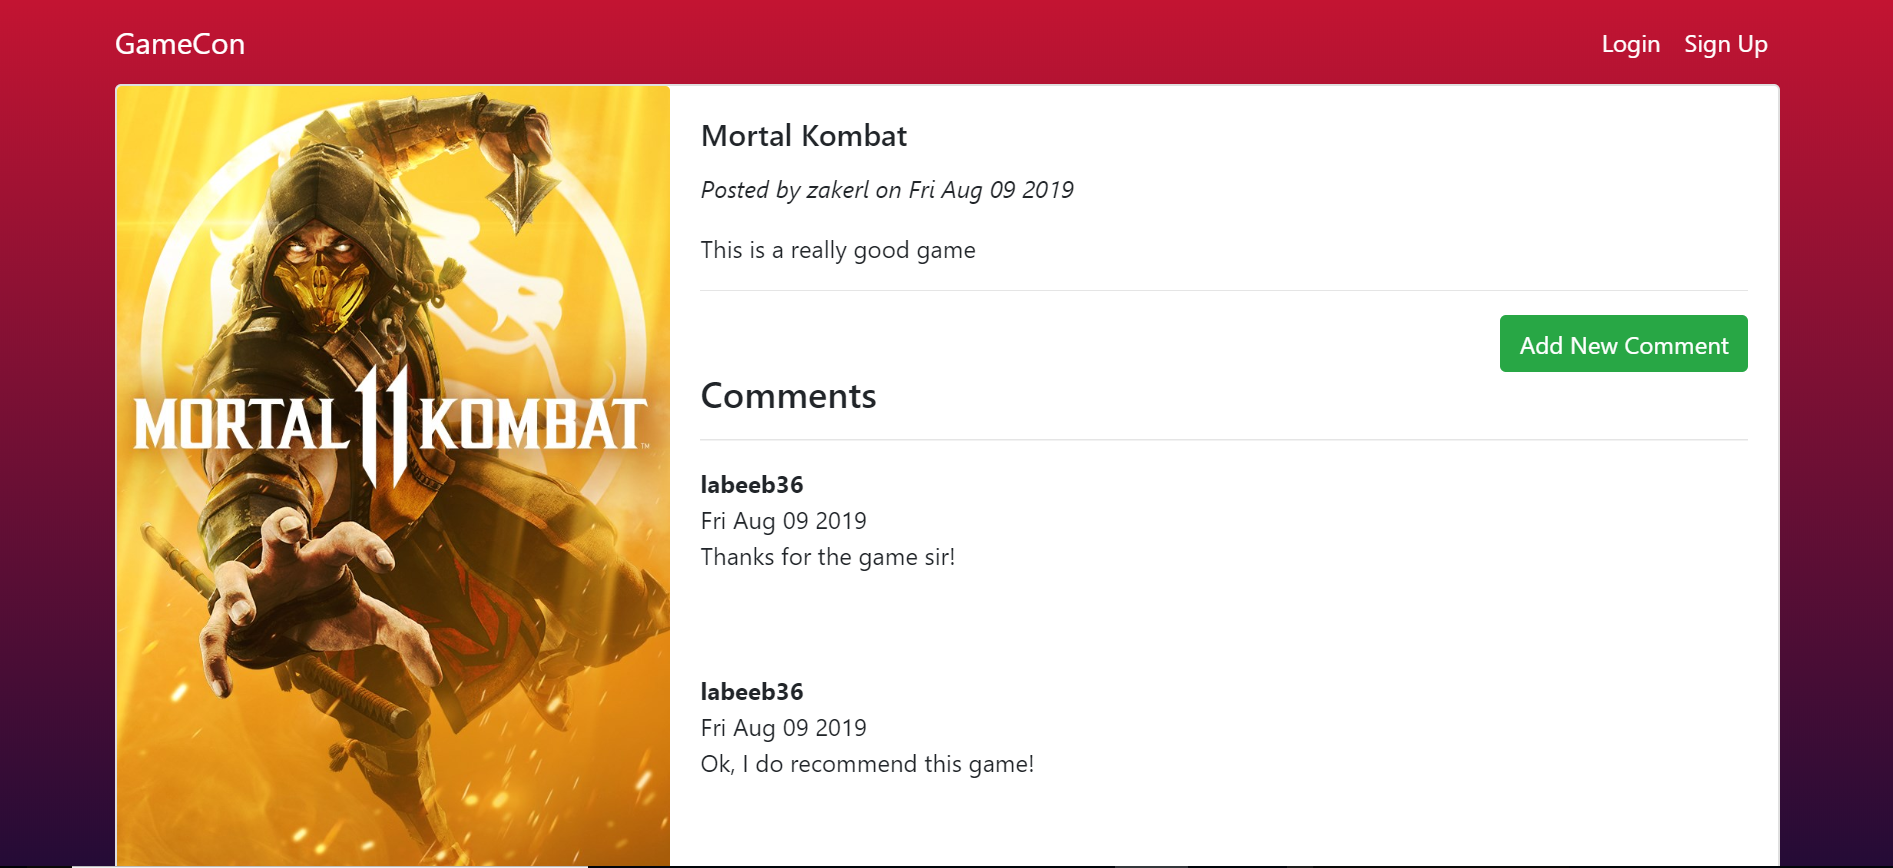 GameCon
Login Sign Up
MORTAL 11 KOMBAT™
Mortal Kombat
Posted by zakerl on Fri Aug 09 2019
This is a really good game
Add New Comment
Comments
labeeb36
Fri Aug 09 2019
Thanks for the game sir!
labeeb36
Fri Aug 09 2019
Ok, I do recommend this game!